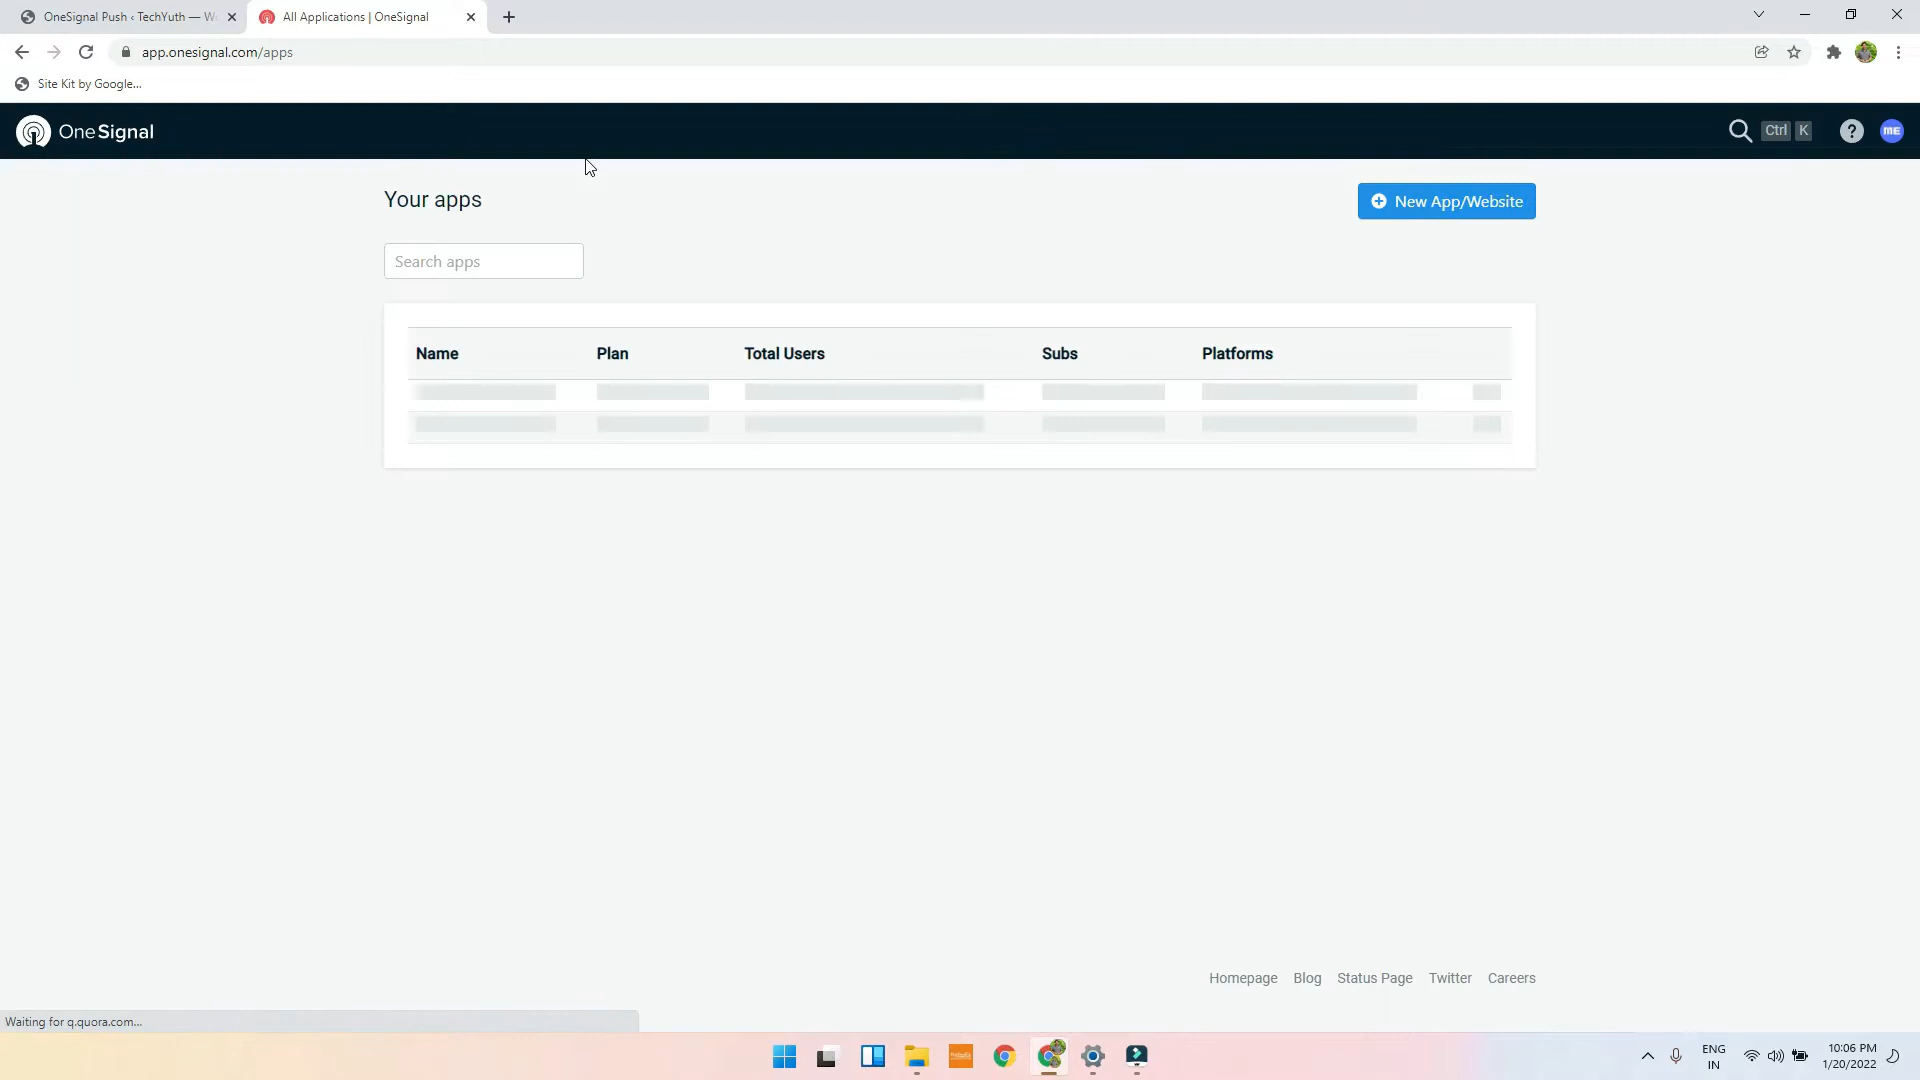 OneSignal Push ‹ TechYuth — W
All Applications | OneSignal
app.onesignal.com/apps
Site Kit by Google...
OneSignal
Ctrl K
?
ME
Your apps
New App/Website
Search apps
Name Plan Total Users Subs Platforms
Homepage Blog Status Page Twitter Careers
Waiting for q.quora.com...
ENG
IN
10:06 PM
1/20/2022